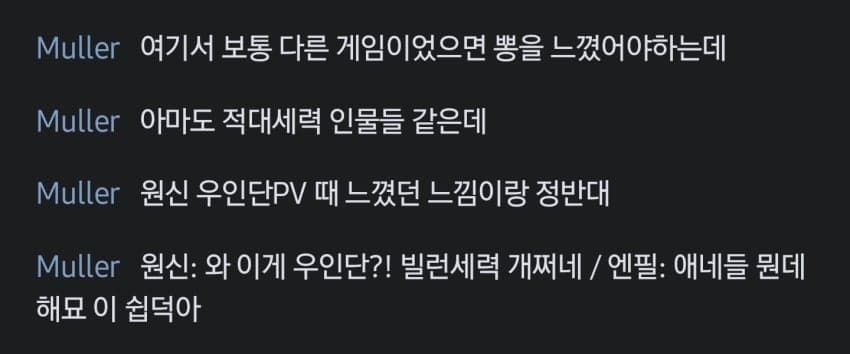 Muller 여기서 보통 다른 게임이었으면 뽕을 느꼈어야하는데
Muller 아마도 적대세력 인물들 같은데
Muller 원신 우인단PV 때 느꼈던 느낌이랑 정반대
Muller 원신: 와 이게 우인단?! 빌런세력 개쩌네 / 엔필: 얘네들 뭔데
해묘 이 쉽덕아